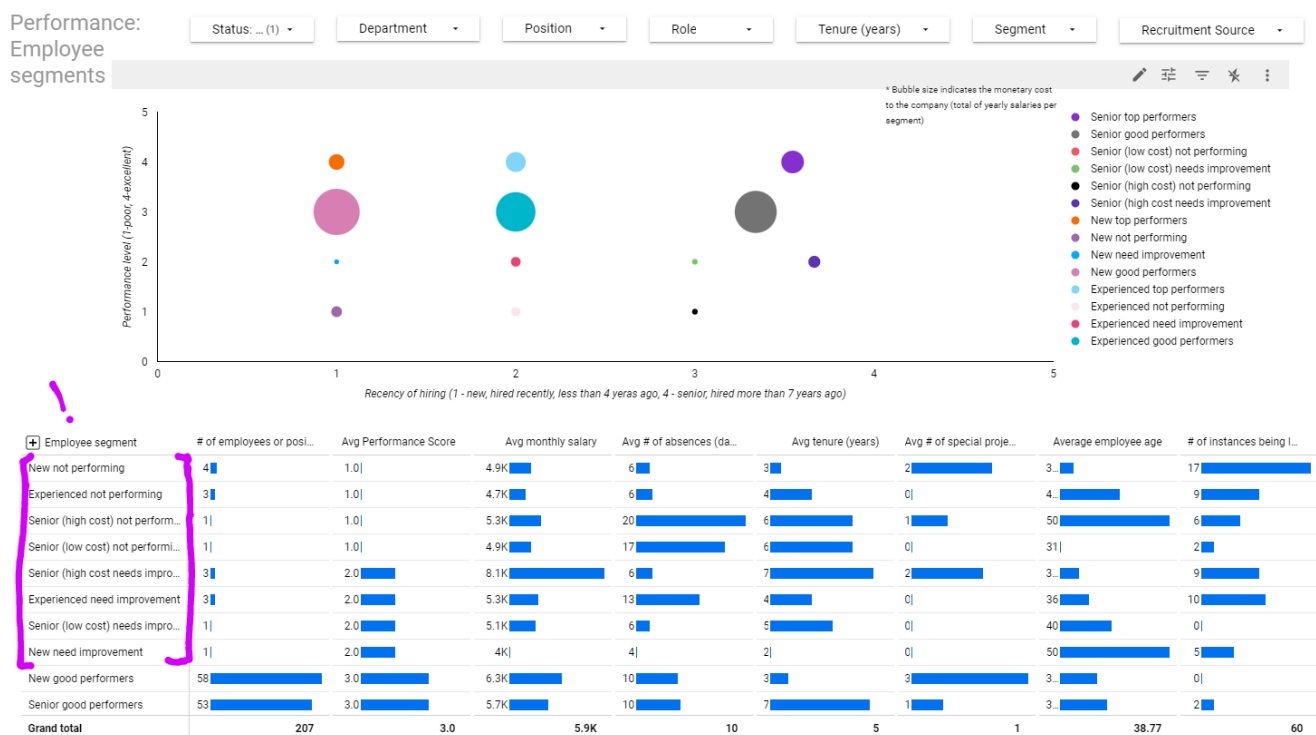 Performance:
Employee
segments
Status: ... (1)
Department
Position
Role
Tenure (years)
Segment
Recruitment Source
* Bubble size indicates the monetary cost
to the company (total of yearly salaries per
segment)
5
4
3
2
1
0
Performance level (1-poor, 4-excellent)
0 1 2 3 4 5
Recency of hiring (1 - new, hired recently, less than 4 yeras ago, 4 - senior, hired more than 7 years ago)
Senior top performers
Senior good performers
Senior (low cost) not performing
Senior (low cost) needs improvement
Senior (high cost) not performing
Senior (high cost needs improvement
New top performers
New not performing
New need improvement
New good performers
Experienced top performers
Experienced not performing
Experienced need improvement
Experienced good performers
!
Employee segment # of employees or posi... Avg Performance Score Avg monthly salary Avg # of absences (da... Avg tenure (years) Avg # of special proje... Average employee age # of instances being l...
New not performing 4 1.0 4.9K 6 3 2 3... 17
Experienced not performing 3 1.0 4.7K 6 4 0 4... 9
Senior (high cost) not perform... 1 1.0 5.3K 20 6 1 50 6
Senior (low cost) not performi... 1 1.0 4.9K 17 6 0 31 2
Senior (high cost needs impro... 3 2.0 8.1K 6 7 2 3... 9
Experienced need improvement 3 2.0 5.3K 13 4 0 36 10
Senior (low cost) needs impro... 1 2.0 5.1K 6 5 0 40 0
New need improvement 1 2.0 4K 4 2 0 50 5
New good performers 58 3.0 6.3K 10 3 3 3... 0
Senior good performers 53 3.0 5.7K 10 7 1 3... 2
Grand total 207 3.0 5.9K 10 5 1 38.77 60